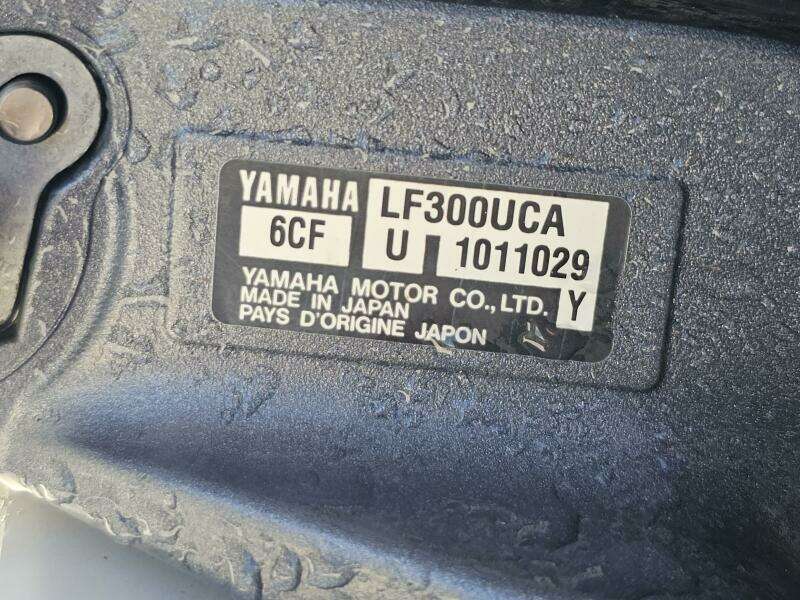 YAMAHA LF300UCA
6CF U 1011029
YAMAHA MOTOR CO., LTD. Y
MADE IN JAPAN
PAYS D'ORIGINE JAPON